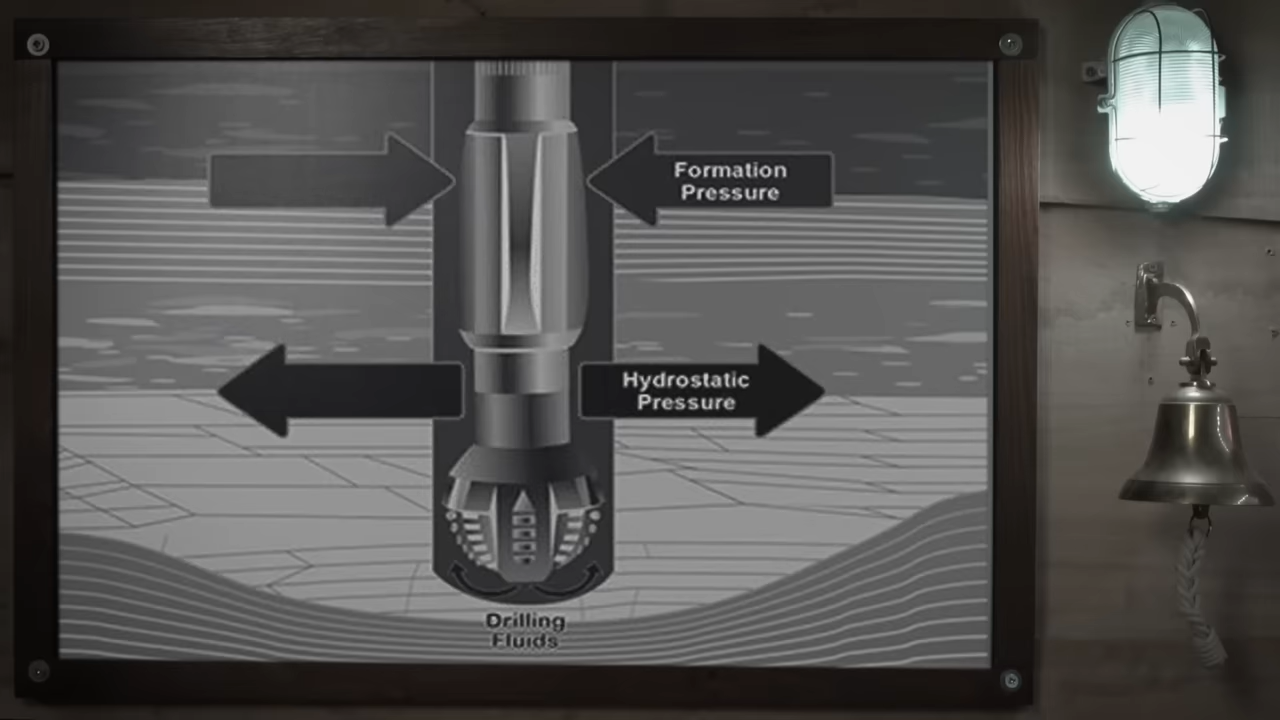 Formation
Pressure
Hydrostatic
Pressure
Drilling
Fluids